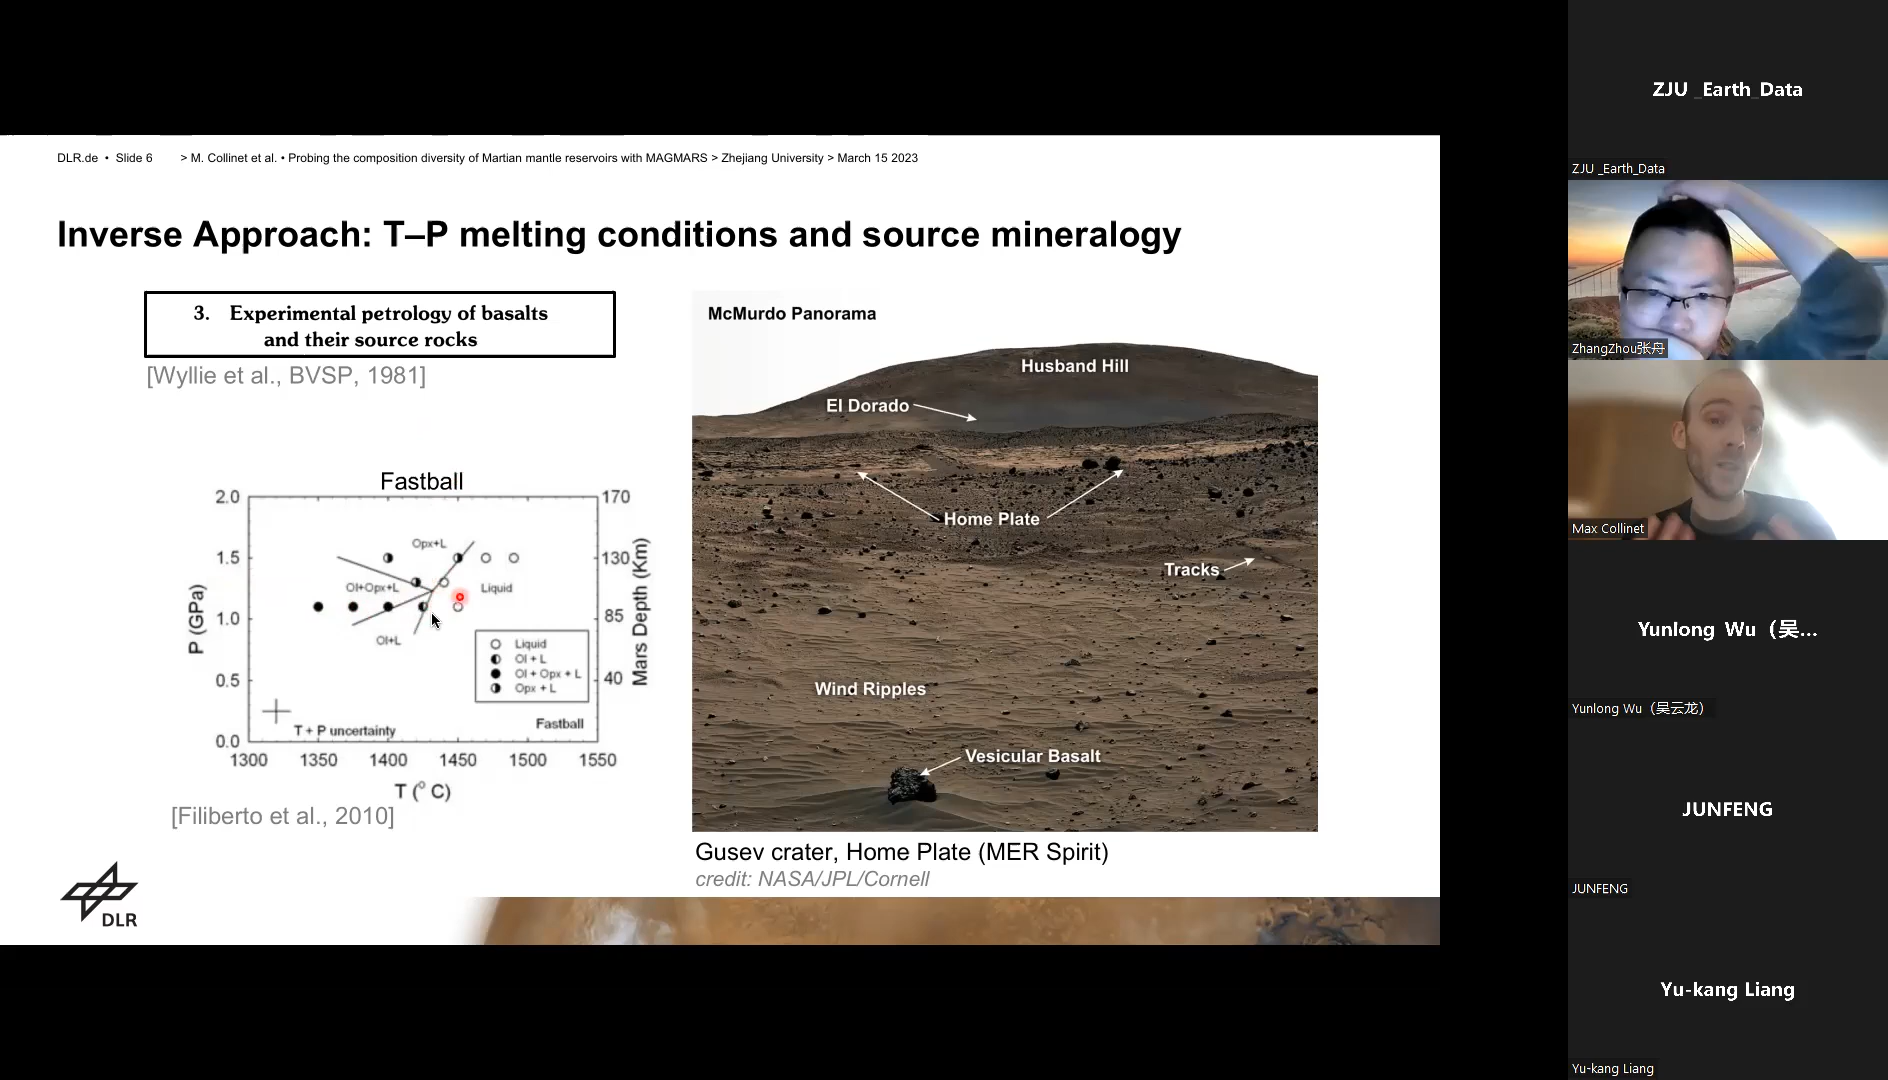 DLR.de • Slide 6 > M. Collinet et al. • Probing the composition diversity of Martian mantle reservoirs with MAGMARS > Zhejiang University > March 15 2023
Inverse Approach: T–P melting conditions and source mineralogy
3. Experimental petrology of basalts
and their source rocks
[Wyllie et al., BVSP, 1981]
Fastball
2.0
1.5
1.0
0.5
0.0
P (GPa)
170
130
85
40
Mars Depth (Km)
Opx+L
Ol+Opx+L
Liquid
Ol+L
Liquid
Ol + L
Ol + Opx + L
Opx + L
T + P uncertainty
Fastball
1300 1350 1400 1450 1500 1550
T (° C)
[Filiberto et al., 2010]
DLR
McMurdo Panorama
Husband Hill
El Dorado
Home Plate
Tracks
Wind Ripples
Vesicular Basalt
Gusev crater, Home Plate (MER Spirit)
credit: NASA/JPL/Cornell
ZJU _Earth_Data
ZJU _Earth_Data
ZhangZhou张舟
Max Collinet
Yunlong Wu（吴...
Yunlong Wu（吴云龙）
JUNFENG
JUNFENG
Yu-kang Liang
Yu-kang Liang